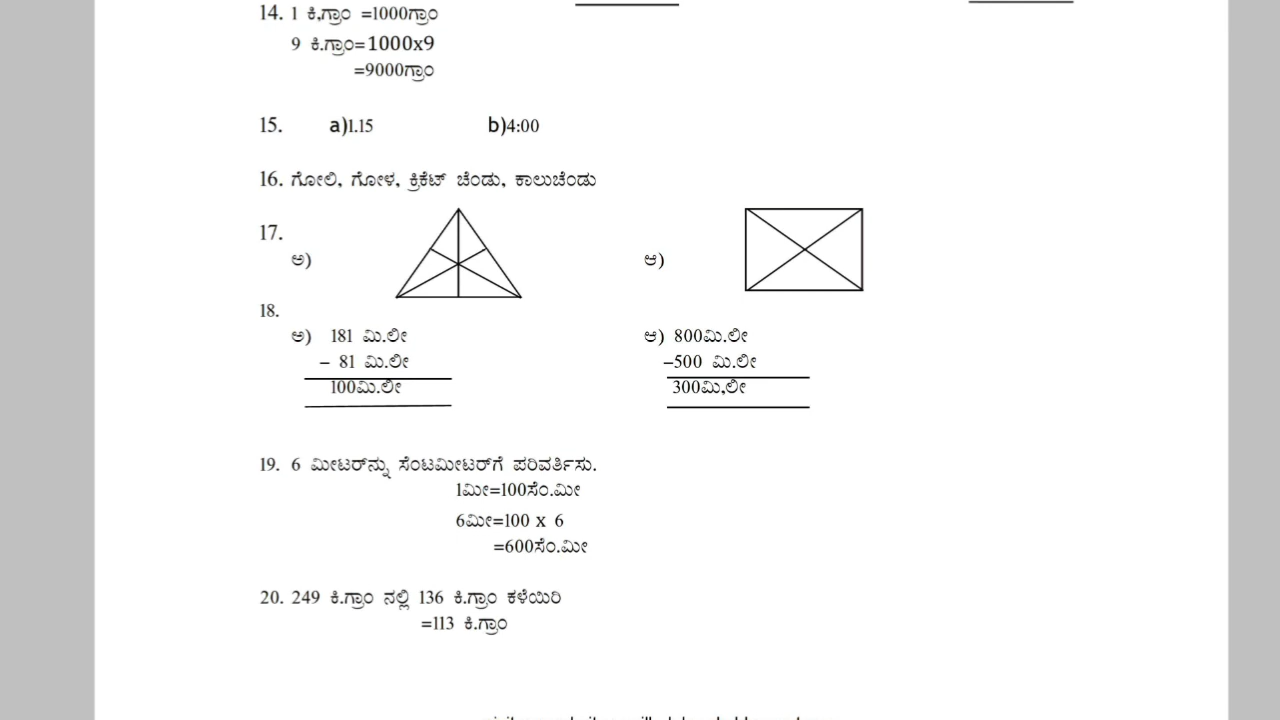 14. 1 ಕಿ,ಗ್ರಾಂ =1000ಗ್ರಾಂ
9 ಕಿ.ಗ್ರಾಂ=1000x9
=9000ಗ್ರಾಂ
15. a)1.15 b)4:00
16. ಗೋಲಿ, ಗೋಳ, ಕ್ರಿಕೆಟ್ ಚೆಂಡು, ಕಾಲುಚೆಂಡು
17.
ಅ) ಆ)
18.
ಅ) 181 ಮಿ.ಲೀ ಆ) 800ಮಿ.ಲೀ
– 81 ಮಿ.ಲೀ –500 ಮಿ.ಲೀ
100ಮಿ.ಲೀ 300ಮಿ,ಲೀ
19. 6 ಮೀಟರ್‌ನ್ನು ಸೆಂಟಮೀಟರ್‌ಗೆ ಪರಿವರ್ತಿಸು.
1ಮೀ=100ಸೆಂ.ಮೀ
6ಮೀ=100 x 6
=600ಸೆಂ.ಮೀ
20. 249 ಕಿ.ಗ್ರಾಂ ನಲ್ಲಿ 136 ಕಿ.ಗ್ರಾಂ ಕಳೆಯಿರಿ
=113 ಕಿ.ಗ್ರಾಂ